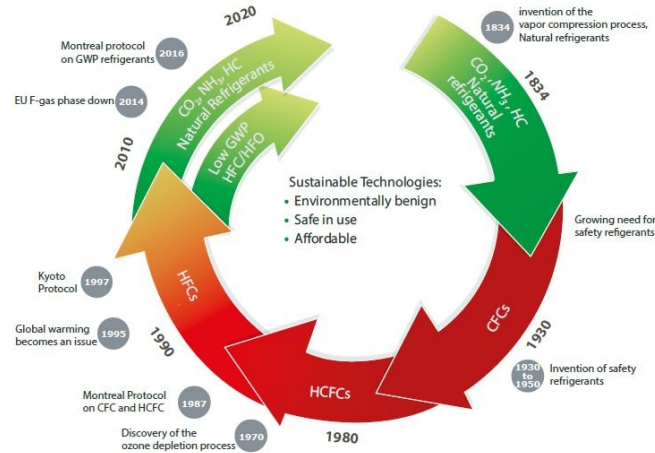 1834
invention of the
vapor compression process,
Natural refrigerants
CO₂, NH₃, HC
Natural
refrigerants
1834
Growing need for
safety refigerants
CFCs
1930
1930
to
1950
Invention of safety
refrigerants
HCFCs
1980
1970
Discovery of the
ozone depletion process
1987
Montreal Protocol
on CFC and HCFC
HFCs
1990
1995
Global warming
becomes an issue
1997
Kyoto
Protocol
2010
2014
EU F-gas phase down
2016
Montreal protocol
on GWP refrigerants
CO₂, NH₃, HC
Natural Refrigerants
Low GWP
HFC/HFO
2020
Sustainable Technologies:
• Environmentally benign
• Safe in use
• Affordable